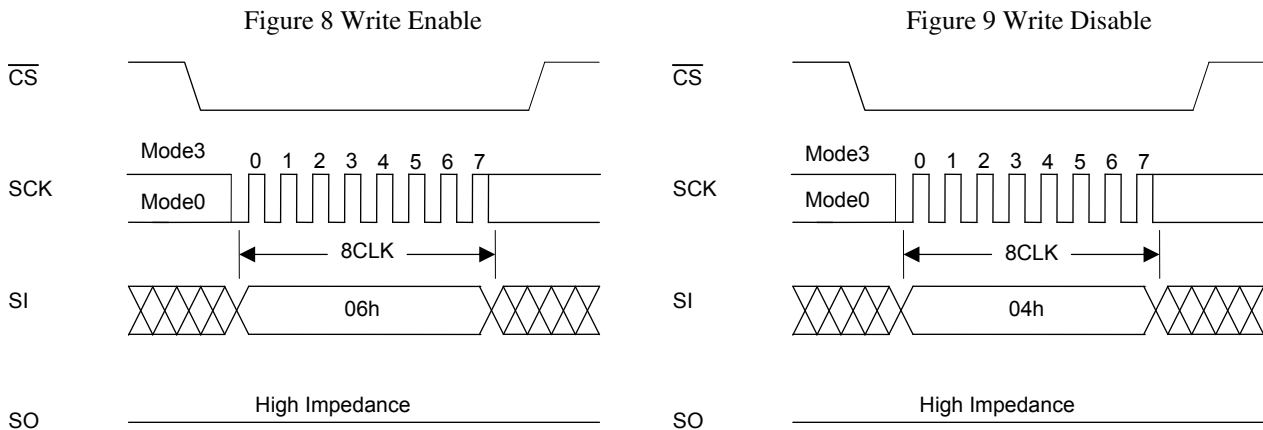 Figure 8 Write Enable
CS
Mode3
0 1 2 3 4 5 6 7
SCK
Mode0
8CLK
SI
06h
High Impedance
SO
Figure 9 Write Disable
CS
Mode3
0 1 2 3 4 5 6 7
SCK
Mode0
8CLK
SI
04h
High Impedance
SO